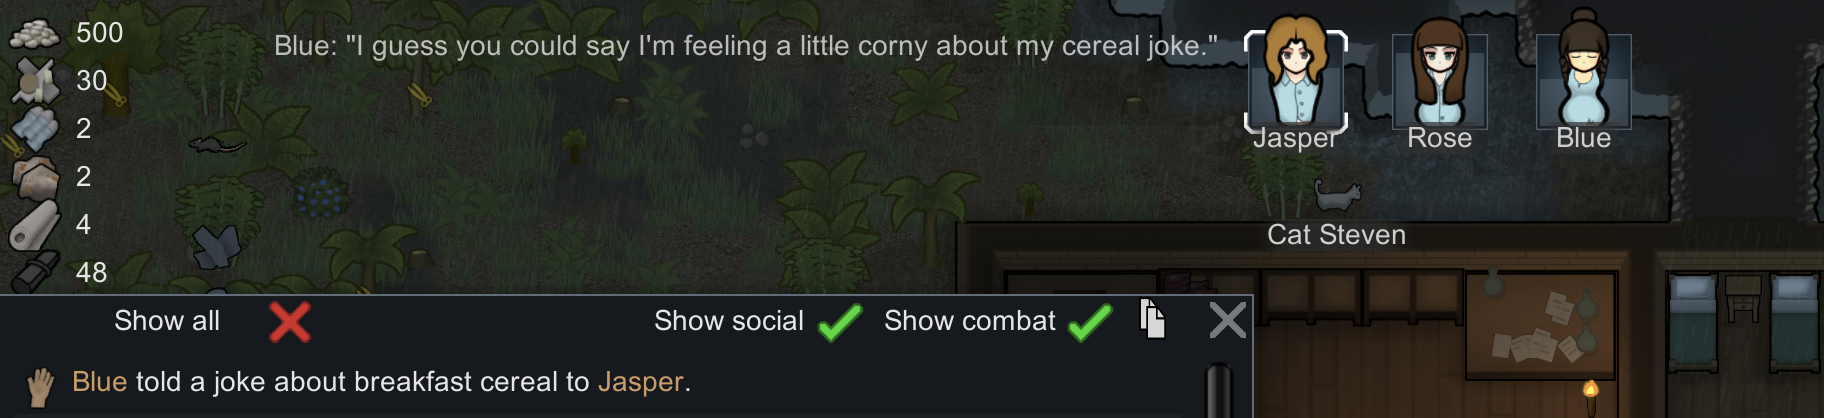 500
Blue: "I guess you could say I'm feeling a little corny about my cereal joke."
30
2
2
4
48
Jasper
Rose
Blue
Cat Steven
Show all
Show social
Show combat
Blue told a joke about breakfast cereal to Jasper.